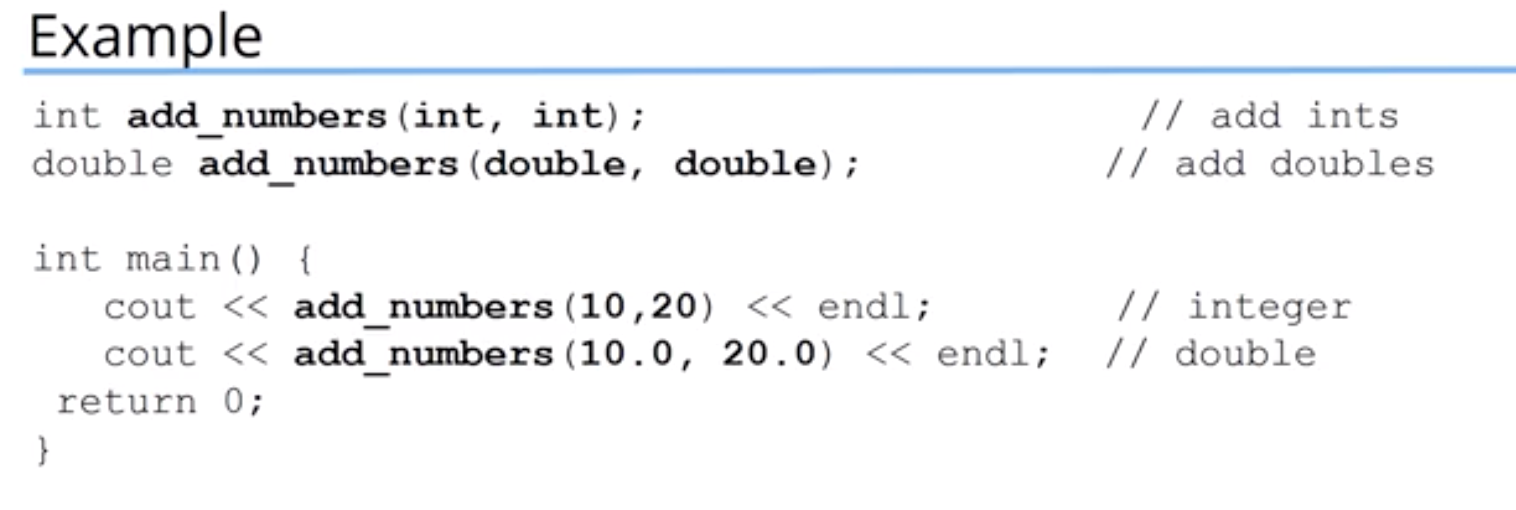 Example
int add_numbers(int, int); // add ints
double add_numbers(double, double); // add doubles
int main() {
cout << add_numbers(10,20) << endl; // integer
cout << add_numbers(10.0, 20.0) << endl; // double
return 0;
}